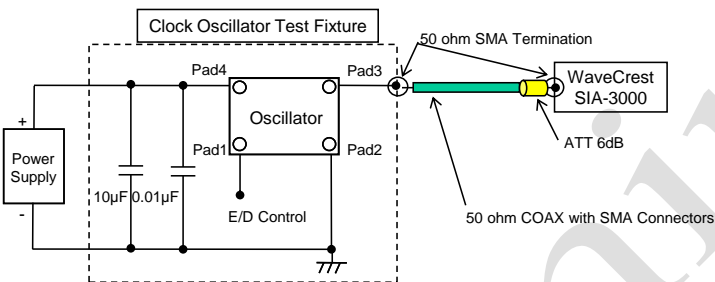 Clock Oscillator Test Fixture
50 ohm SMA Termination
Pad4
Pad3
WaveCrest
SIA-3000
Oscillator
ATT 6dB
+
Power
Supply
-
Pad1
Pad2
10µF
0.01µF
E/D Control
50 ohm COAX with SMA Connectors